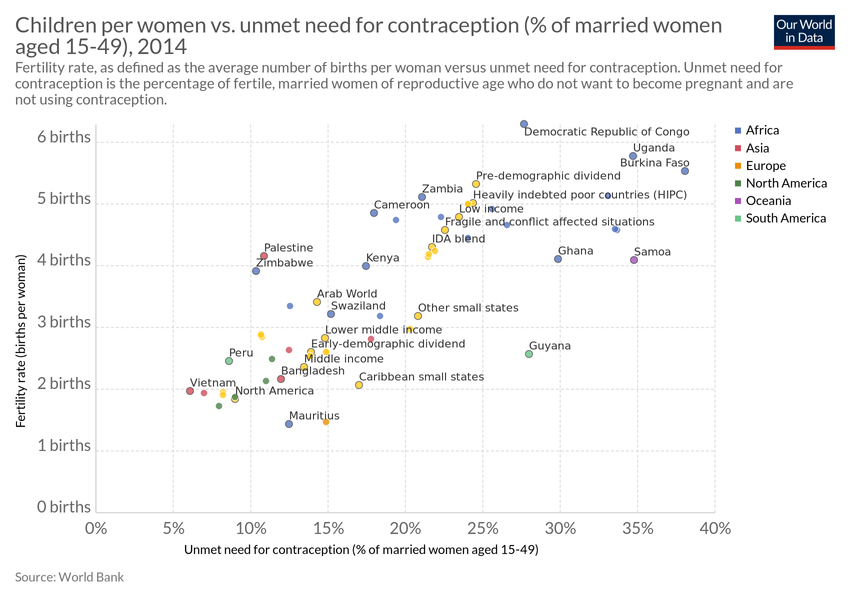 Children per women vs. unmet need for contraception (% of married women
aged 15-49), 2014
Our World
in Data
Fertility rate, as defined as the average number of births per woman versus unmet need for contraception. Unmet need for
contraception is the percentage of fertile, married women of reproductive age who do not want to become pregnant and are
not using contraception.
6 births
5 births
4 births
3 births
2 births
1 births
0 births
Fertility rate (births per woman)
Democratic Republic of Congo
Uganda
Burkina Faso
Pre-demographic dividend
Zambia
Heavily indebted poor countries (HIPC)
Cameroon
Low income
Fragile and conflict affected situations
IDA blend
Palestine
Zimbabwe
Kenya
Ghana
Samoa
Arab World
Swaziland
Other small states
Lower middle income
Early-demographic dividend
Guyana
Peru
Middle income
Bangladesh
Caribbean small states
Vietnam
North America
Mauritius
0%
5%
10%
15%
20%
25%
30%
35%
40%
Unmet need for contraception (% of married women aged 15-49)
Africa
Asia
Europe
North America
Oceania
South America
Source: World Bank